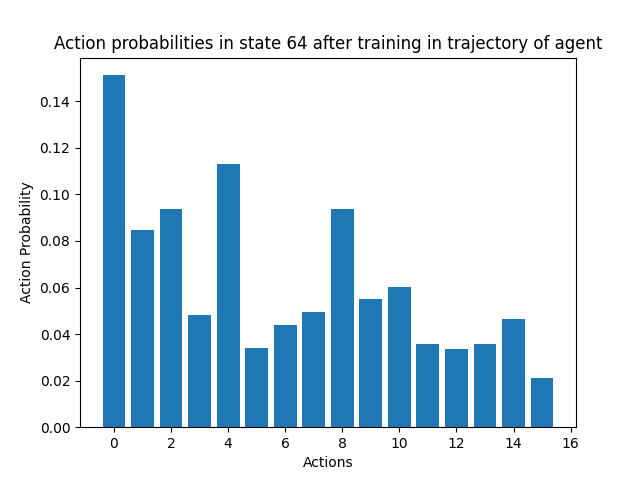 Action probabilities in state 64 after training in trajectory of agent
0.14
0.12
0.10
0.08
0.06
0.04
0.02
0.00
Action Probability
0 2 4 6 8 10 12 14 16
Actions